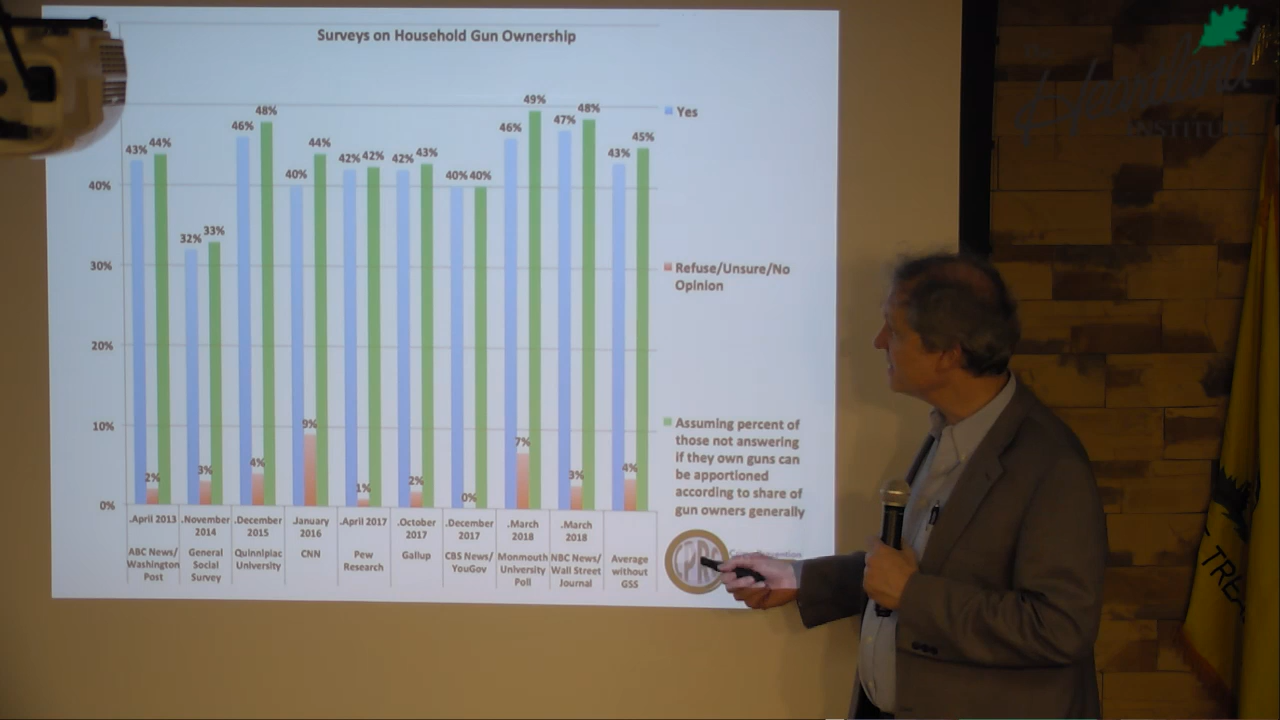 Surveys on Household Gun Ownership
49%
48%
48%
47%
46%
46%
45%
44%
44%
43%
43%
43%
42%
42%
42%
40%
40%
40%
33%
32%
40%
30%
20%
10%
0%
2%
3%
4%
9%
1%
2%
0%
7%
3%
4%
Yes
Refuse/Unsure/No
Opinion
Assuming percent of
those not answering
if they own guns can
be apportioned
according to share of
gun owners generally
.April 2013
ABC News/
Washington
Post
.November
2014
General
Social
Survey
.December
2015
Quinnipiac
University
January
2016
CNN
.April 2017
Pew
Research
.October
2017
Gallup
.December
2017
CBS News/
YouGov
.March
2018
Monmouth
University
Poll
.March
2018
NBC News/
Wall Street
Journal
Average
without
GSS
CPRC
The
Heartland
INSTITUTE
TREA